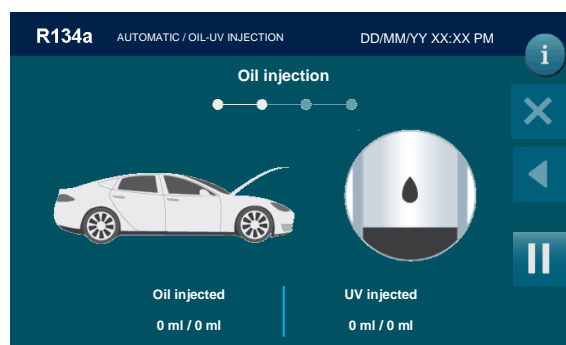 R134a AUTOMATIC / OIL-UV INJECTION DD/MM/YY XX:XX PM
i
Oil injection
Oil injected UV injected
0 ml / 0 ml 0 ml / 0 ml